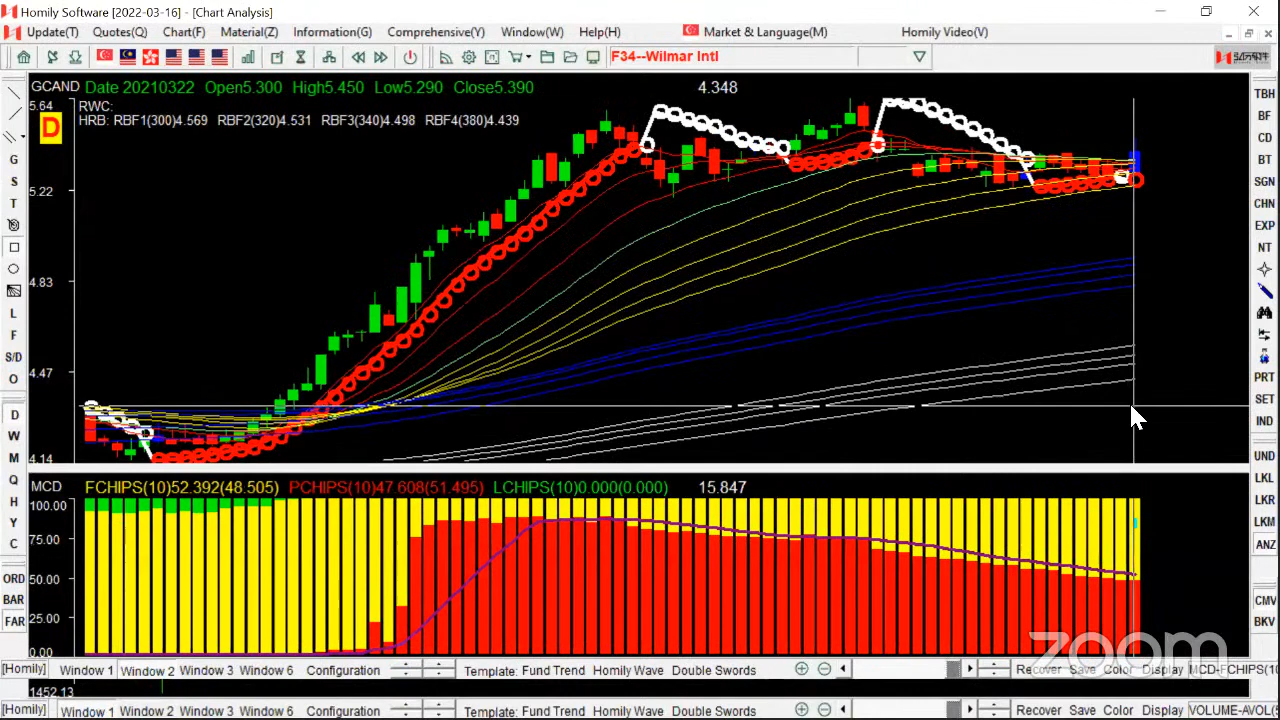 Homily Software [2022-03-16] - [Chart Analysis]
Update(T) Quotes(Q) Chart(F) Material(Z) Information(G) Comprehensive(Y) Window(W) Help(H) Market & Language(M) Homily Video(V)
F34--Wilmar Intl
GCAND Date 20210322 Open5.300 High5.450 Low5.290 Close5.390 4.348
5.64 RWC:
D HRB: RBF1(300)4.569 RBF2(320)4.531 RBF3(340)4.498 RBF4(380)4.439
5.22
4.83
4.47
4.14
MCD FCHIPS(10)52.392(48.505) PCHIPS(10)47.608(51.495) LCHIPS(10)0.000(0.000) 15.847
100.00
75.00
50.00
25.00
0.00
G
S
T
L
F
S/D
O
D
W
M
Q
H
Y
C
ORD
BAR
FAR
TBH
BF
CD
BT
SGN
CHN
EXP
NT
PRT
SET
IND
UND
LKL
LKR
LKM
ANZ
CMV
BKV
zoom
[Homily] Window 1 Window 2 Window 3 Window 6 Configuration Template: Fund Trend Homily Wave Double Swords Recover Save Color Display MCD-FCHIPS(10
1452.13
[Homily] Window 1 Window 2 Window 3 Window 6 Configuration Template: Fund Trend Homily Wave Double Swords Recover Save Color Display VOLUME-AVOL(5